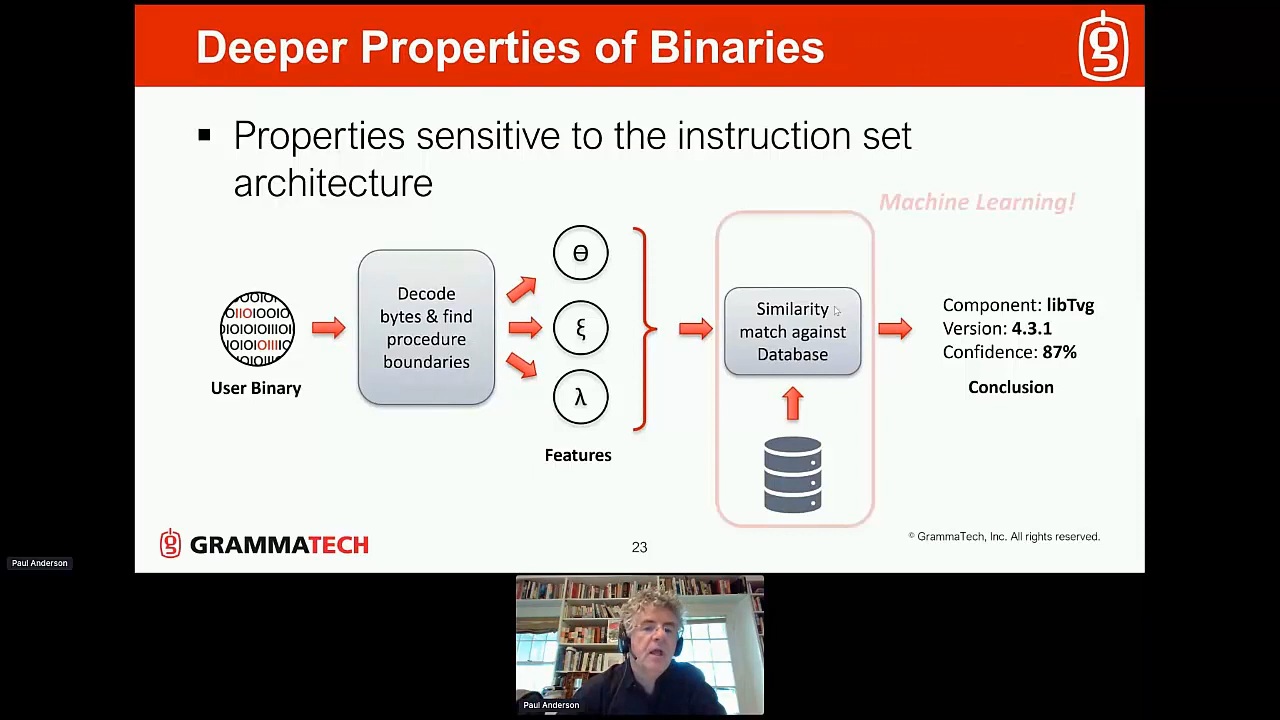 Deeper Properties of Binaries
▪ Properties sensitive to the instruction set
architecture
Machine Learning!
User Binary
Decode
bytes & find
procedure
boundaries
Ө
ξ
λ
Features
Similarity
match against
Database
Component: libTvg
Version: 4.3.1
Confidence: 87%
Conclusion
GRAMMATECH
23
© GrammaTech, Inc. All rights reserved.
Paul Anderson
Paul Anderson